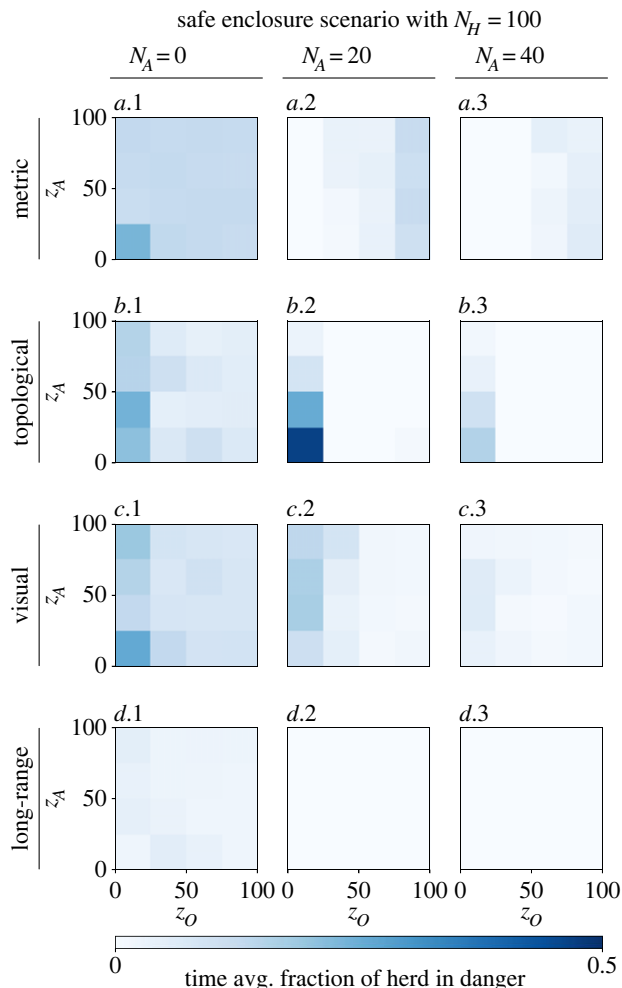 safe enclosure scenario with N_H = 100
N_A = 0 N_A = 20 N_A = 40
a.1 a.2 a.3
metric
z_A
100
50
0
b.1 b.2 b.3
topological
z_A
100
50
0
c.1 c.2 c.3
visual
z_A
100
50
0
d.1 d.2 d.3
long-range
z_A
100
50
0
0 50 100 0 50 100 0 50 100
z_O z_O z_O
0 0.5
time avg. fraction of herd in danger